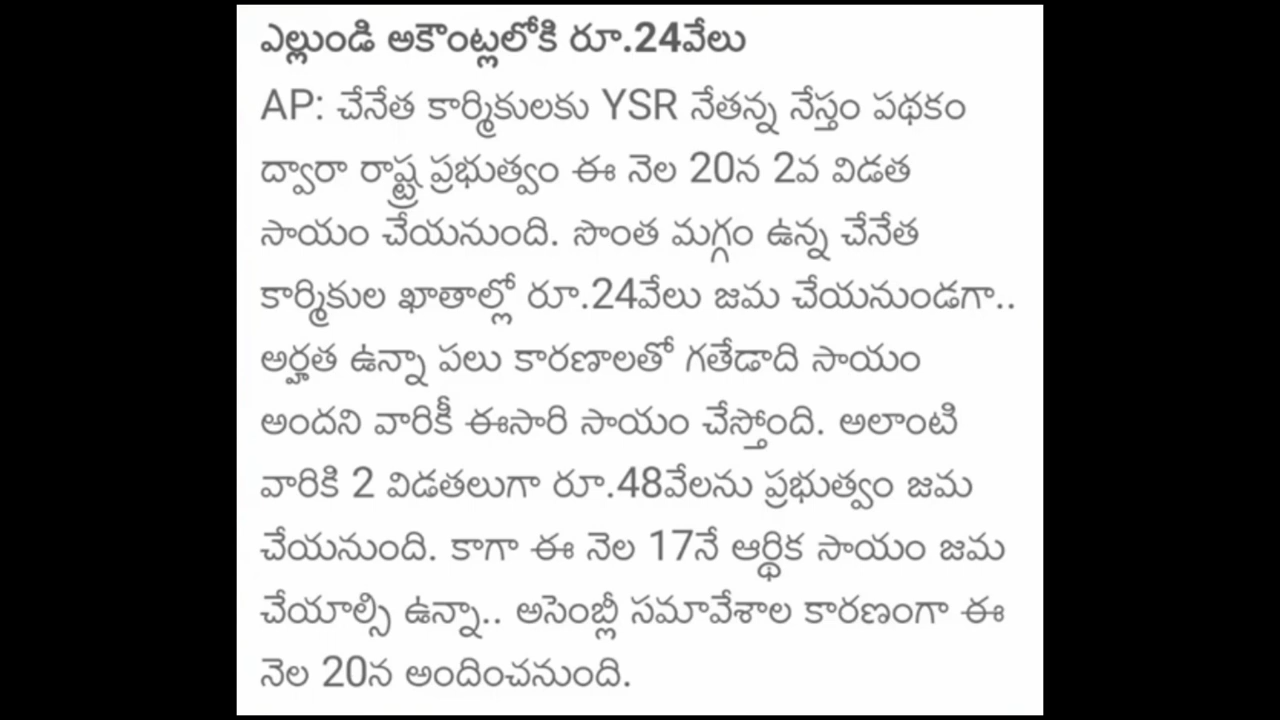 ఎల్లుండి అకౌంట్లలోకి రూ.24వేలు
AP: చేనేత కార్మికులకు YSR నేతన్న నేస్తం పథకం
ద్వారా రాష్ట్ర ప్రభుత్వం ఈ నెల 20న 2వ విడత
సాయం చేయనుంది. సొంత మగ్గం ఉన్న చేనేత
కార్మికుల ఖాతాల్లో రూ.24వేలు జమ చేయనుండగా..
అర్హత ఉన్నా పలు కారణాలతో గతేడాది సాయం
అందని వారికీ ఈసారి సాయం చేస్తోంది. అలాంటి
వారికి 2 విడతలుగా రూ.48వేలను ప్రభుత్వం జమ
చేయనుంది. కాగా ఈ నెల 17నే ఆర్థిక సాయం జమ
చేయాల్సి ఉన్నా.. అసెంబ్లీ సమావేశాల కారణంగా ఈ
నెల 20న అందించనుంది.